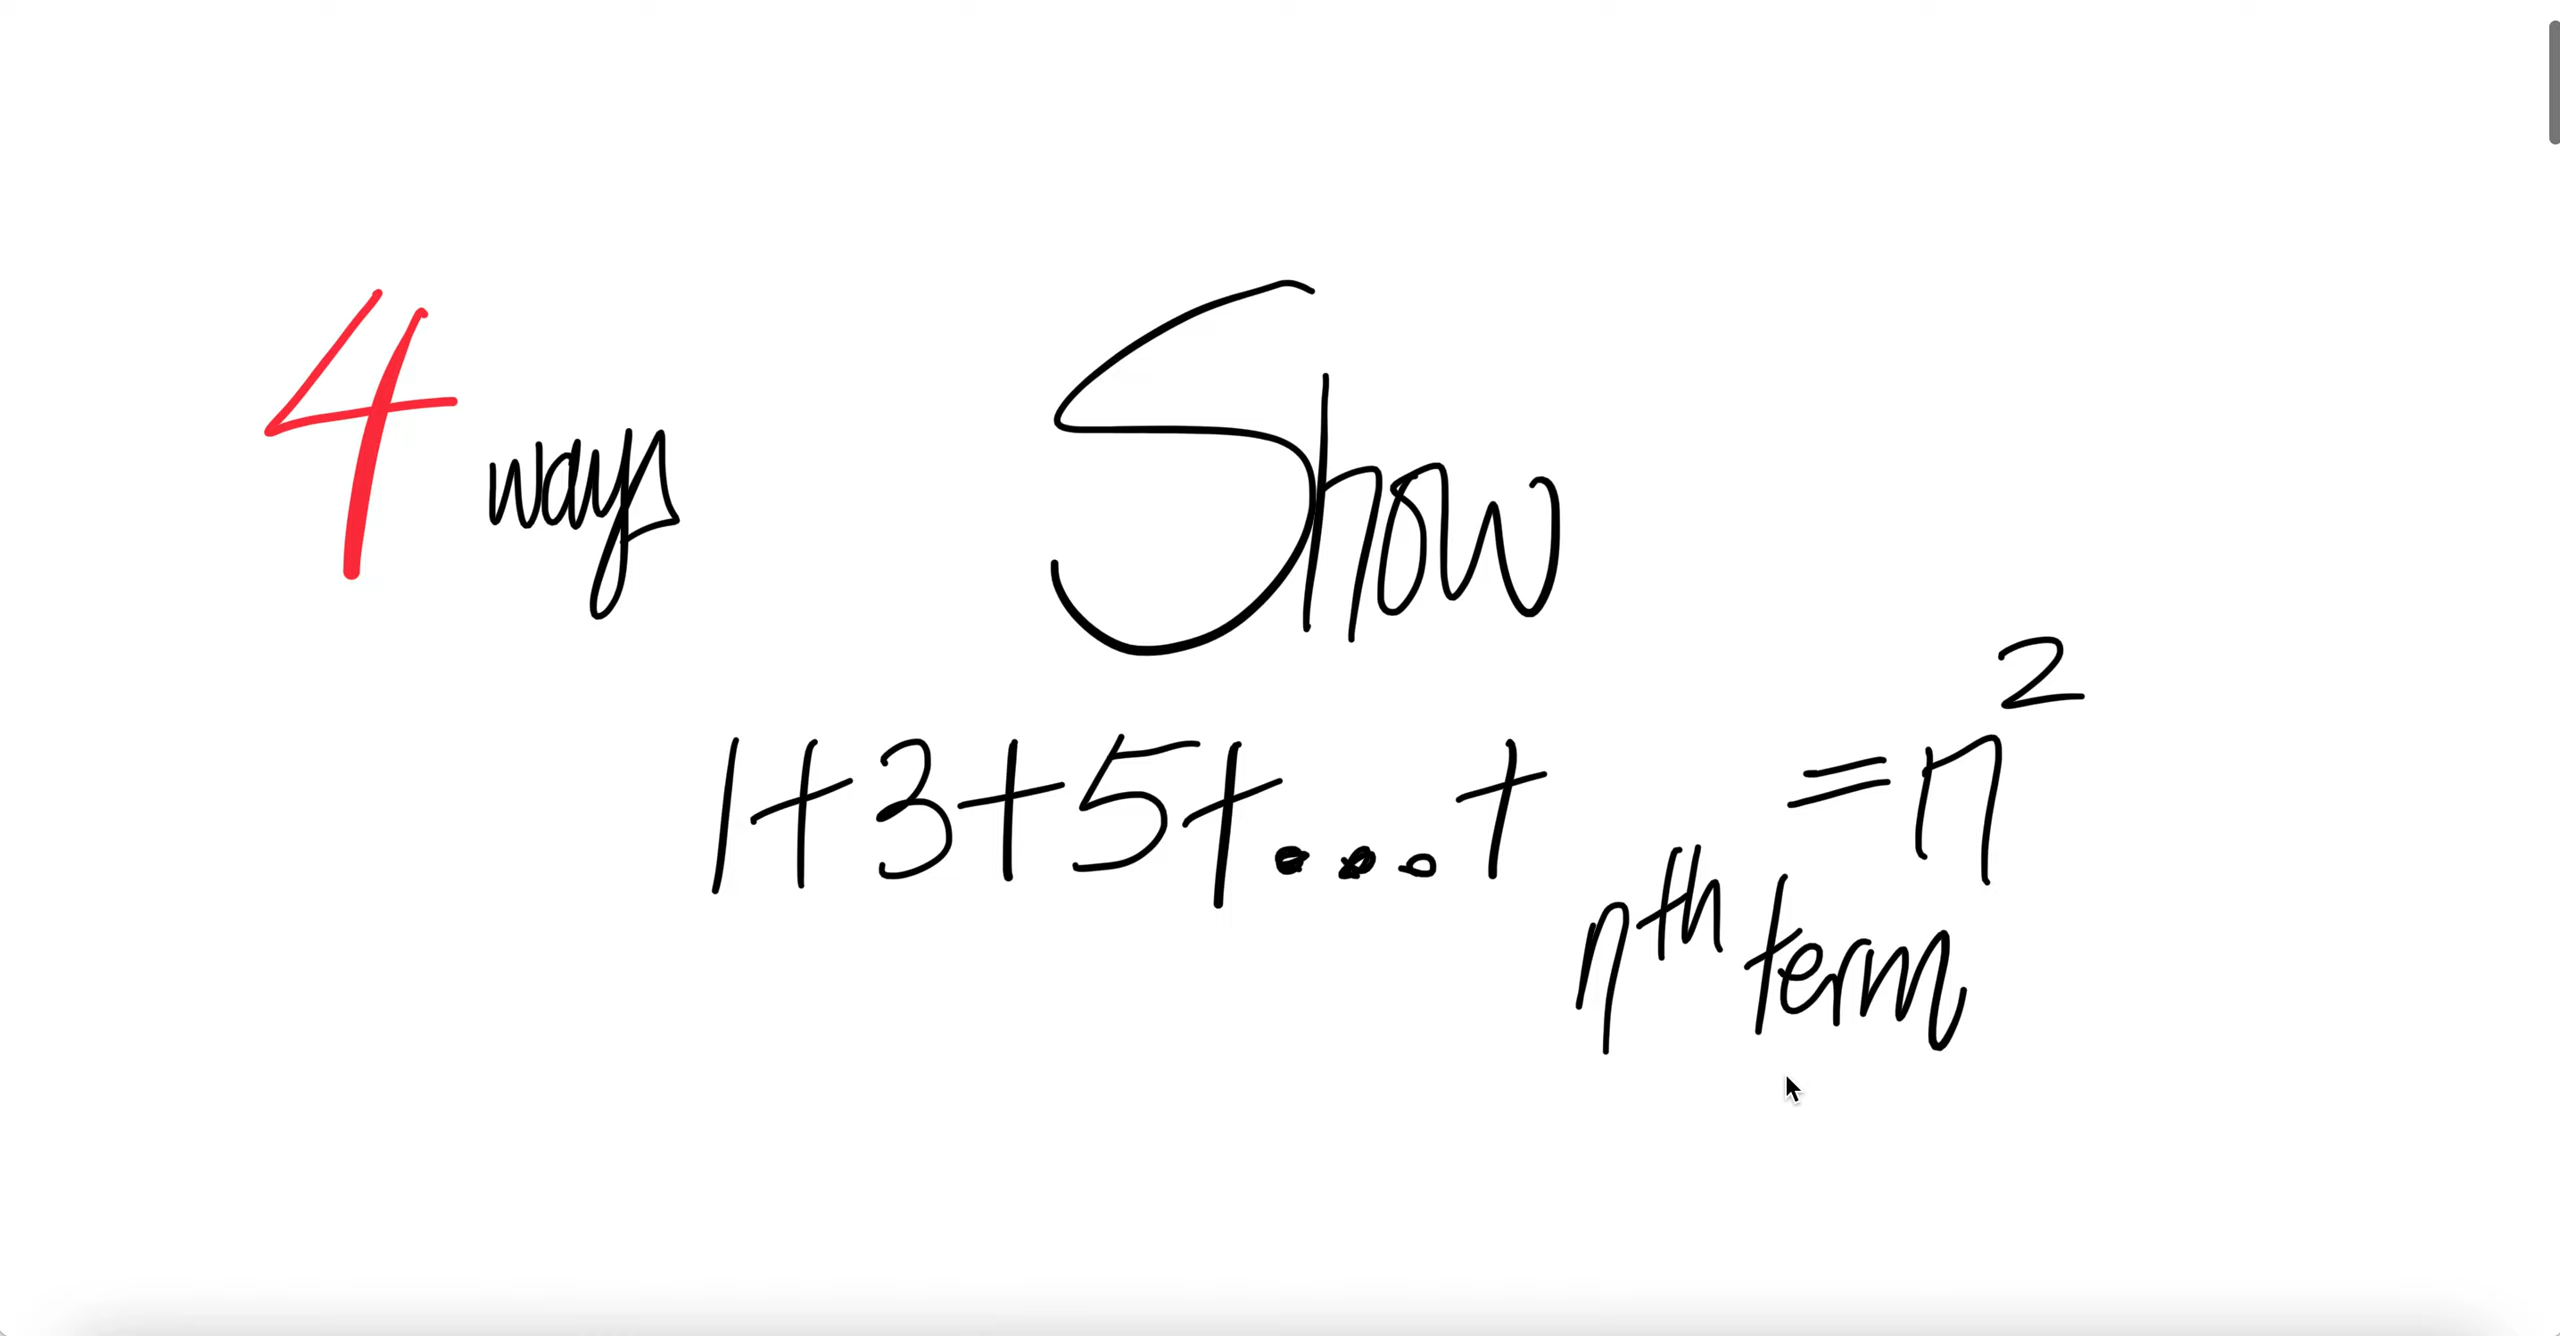 4 ways Show
1+3+5+...+ =n²
nth term